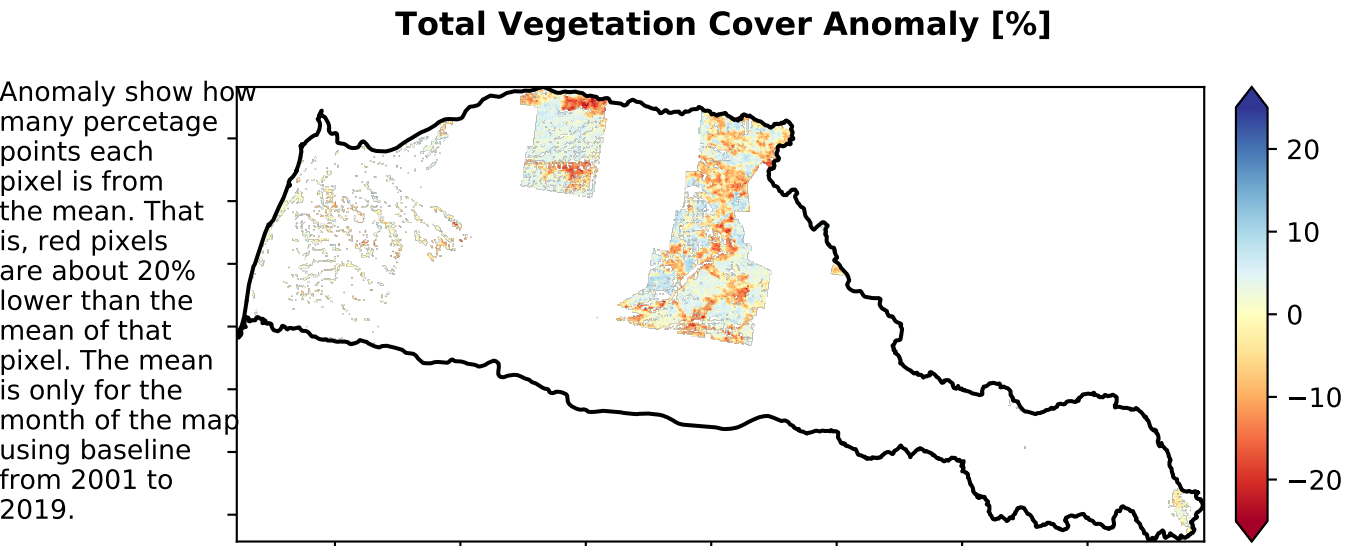 Total Vegetation Cover Anomaly [%]
Anomaly show how
many percetage
points each
pixel is from
the mean. That
is, red pixels
are about 20%
lower than the
mean of that
pixel. The mean
is only for the
month of the map
using baseline
from 2001 to
2019.
20
10
0
−10
−20